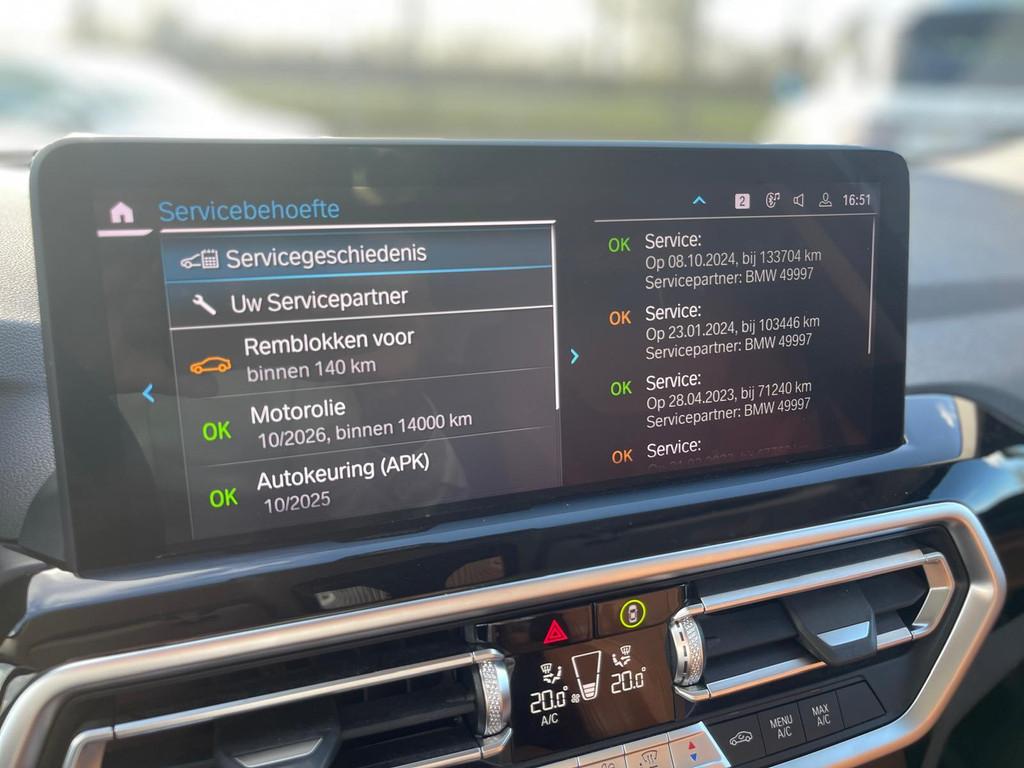 Servicebehoefte
2
16:51
Servicegeschiedenis
Uw Servicepartner
Remblokken voor
binnen 140 km
OK
Motorolie
10/2026, binnen 14000 km
OK
Autokeuring (APK)
10/2025
OK
Service:
Op 08.10.2024, bij 133704 km
Servicepartner: BMW 49997
OK
Service:
Op 23.01.2024, bij 103446 km
Servicepartner: BMW 49997
OK
Service:
Op 28.04.2023, bij 71240 km
Servicepartner: BMW 49997
OK
Service:
20.0°
20.0°
A/C
MENU
A/C
MAX
A/C